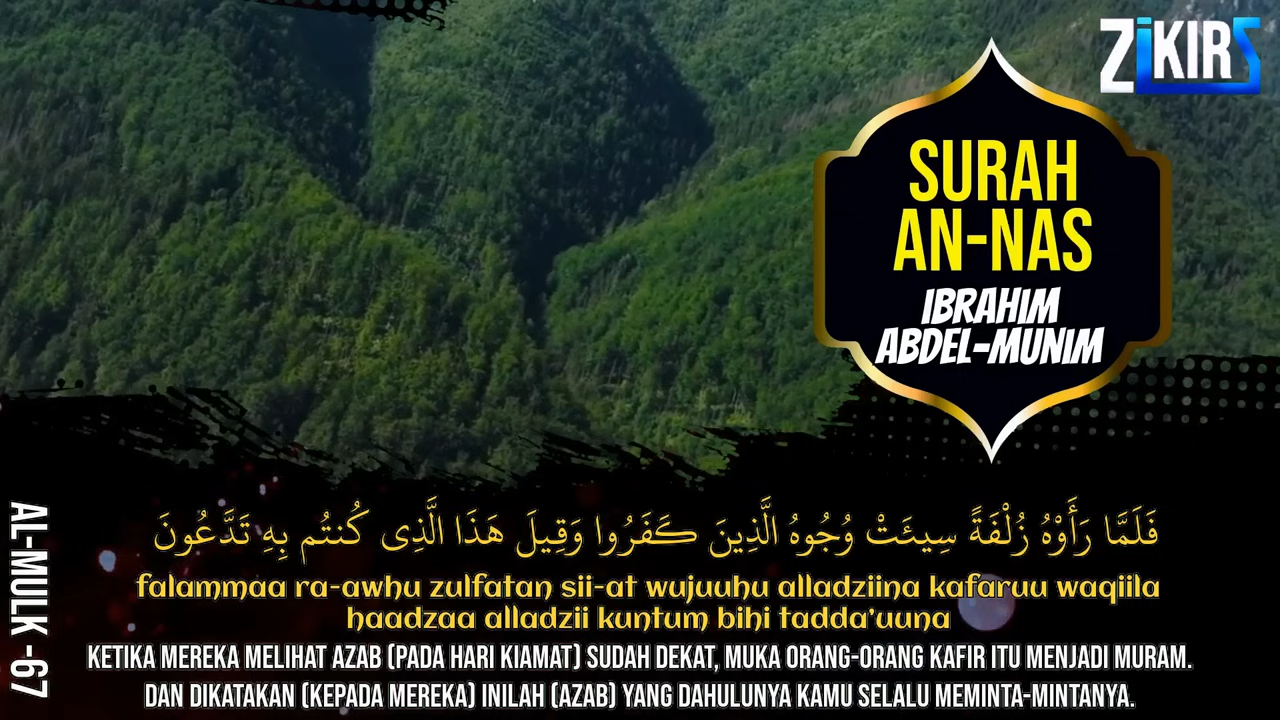 ZiKIRS
SURAH
AN-NAS
IBRAHIM
ABDEL-MUNIM
AL-MULK -67
فَلَمَّا رَأَوْهُ زُلْفَةً سِيئَتْ وُجُوهُ الَّذِينَ كَفَرُوا وَقِيلَ هَذَا الَّذِى كُنتُم بِهِ تَدَّعُونَ
falammaa ra-awhu zulfatan sii-at wujuuhu alladziina kafaruu waqiila
haadzaa alladzii kuntum bihi tadda'uuna
KETIKA MEREKA MELIHAT AZAB (PADA HARI KIAMAT) SUDAH DEKAT, MUKA ORANG-ORANG KAFIR ITU MENJADI MURAM.
DAN DIKATAKAN (KEPADA MEREKA) INILAH (AZAB) YANG DAHULUNYA KAMU SELALU MEMINTA-MINTANYA.